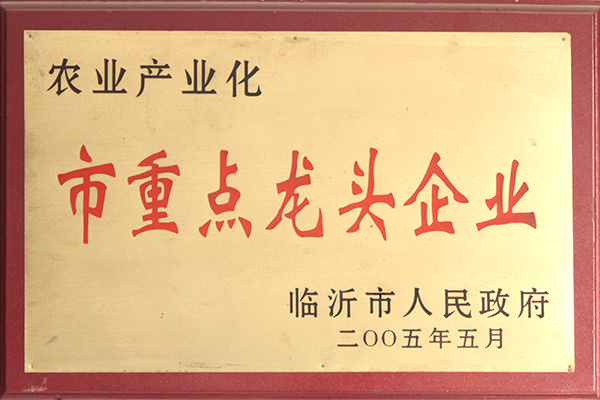 农业产业化
市重点龙头企业
临沂市人民政府
二〇〇五年五月